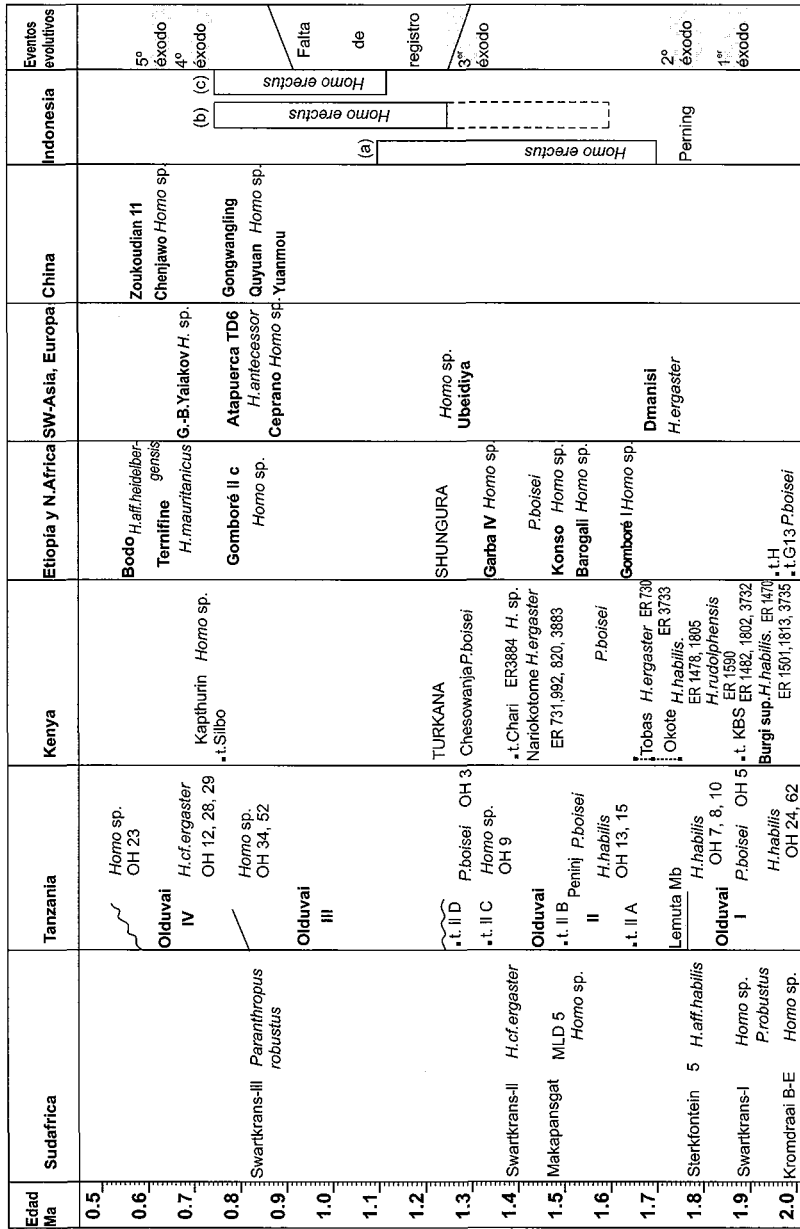 Edad
Ma
0.5
0.6
0.7
0.8
0.9
1.0
1.1
1.2
1.3
1.4
1.5
1.6
1.7
1.8
1.9
2.0
Sudafrica
Swartkrans-III Paranthropus
robustus
Swartkrans-II H.cf.ergaster
Makapansgat MLD 5
Homo sp.
Sterkfontein 5 H.aff.habilis
Swartkrans-I Homo sp.
P.robustus
Kromdraai B-E Homo sp.
Tanzania
Homo sp.
OH 23
Olduvai
IV
H.cf.ergaster
OH 12, 28, 29
Homo sp.
OH 34, 52
Olduvai
III
t. II D P.boisei OH 3
t. II C Homo sp.
OH 9
Olduvai
t. II B
Peninj P.boisei
II
H.habilis
OH 13, 15
t. II A
Lemuta Mb
H.habilis
OH 7, 8, 10
Olduvai
I
P.boisei OH 5
H.habilis
OH 24, 62
Kenya
Kapthurin Homo sp.
t.Silbo
TURKANA
Chesowanja P.boisei
t.Chari ER3884 H. sp.
Nariokotome H.ergaster
ER 731,992, 820, 3883
P.boisei
Tobas H.ergaster ER 730
ER 3733
Okote H.habilis.
ER 1478, 1805
H.rudolphensis
ER 1590
t. KBS ER 1482, 1802, 3732
Burgi sup. H.habilis. ER 1470
ER 1501,1813, 3735
Etiopía y N.Africa
Bodo H.aff.heidelber-
gensis
Ternifine
H.mauritanicus
Gomboré II c
Homo sp.
SHUNGURA
Garba IV Homo sp.
P.boisei
Konso Homo sp.
Barogali Homo sp.
Gomboré I Homo sp.
t.H
t.G13 P.boisei
SW-Asia, Europa
G.-B.Yalakov H. sp.
Atapuerca TD6
H.antecessor
Ceprano Homo sp.
Homo sp.
Ubeidiya
Dmanisi
H.ergaster
China
Zoukoudian 11
Chenjawo Homo sp.
Gongwangling
Quyuan Homo sp.
Yuanmou
Indonesia
(a)
Homo erectus
(b)
Homo erectus
(c)
Homo erectus
Perning
Eventos
evolutivos
5º
éxodo
4º
éxodo
Falta
de
registro
3er
éxodo
2º
éxodo
1er
éxodo